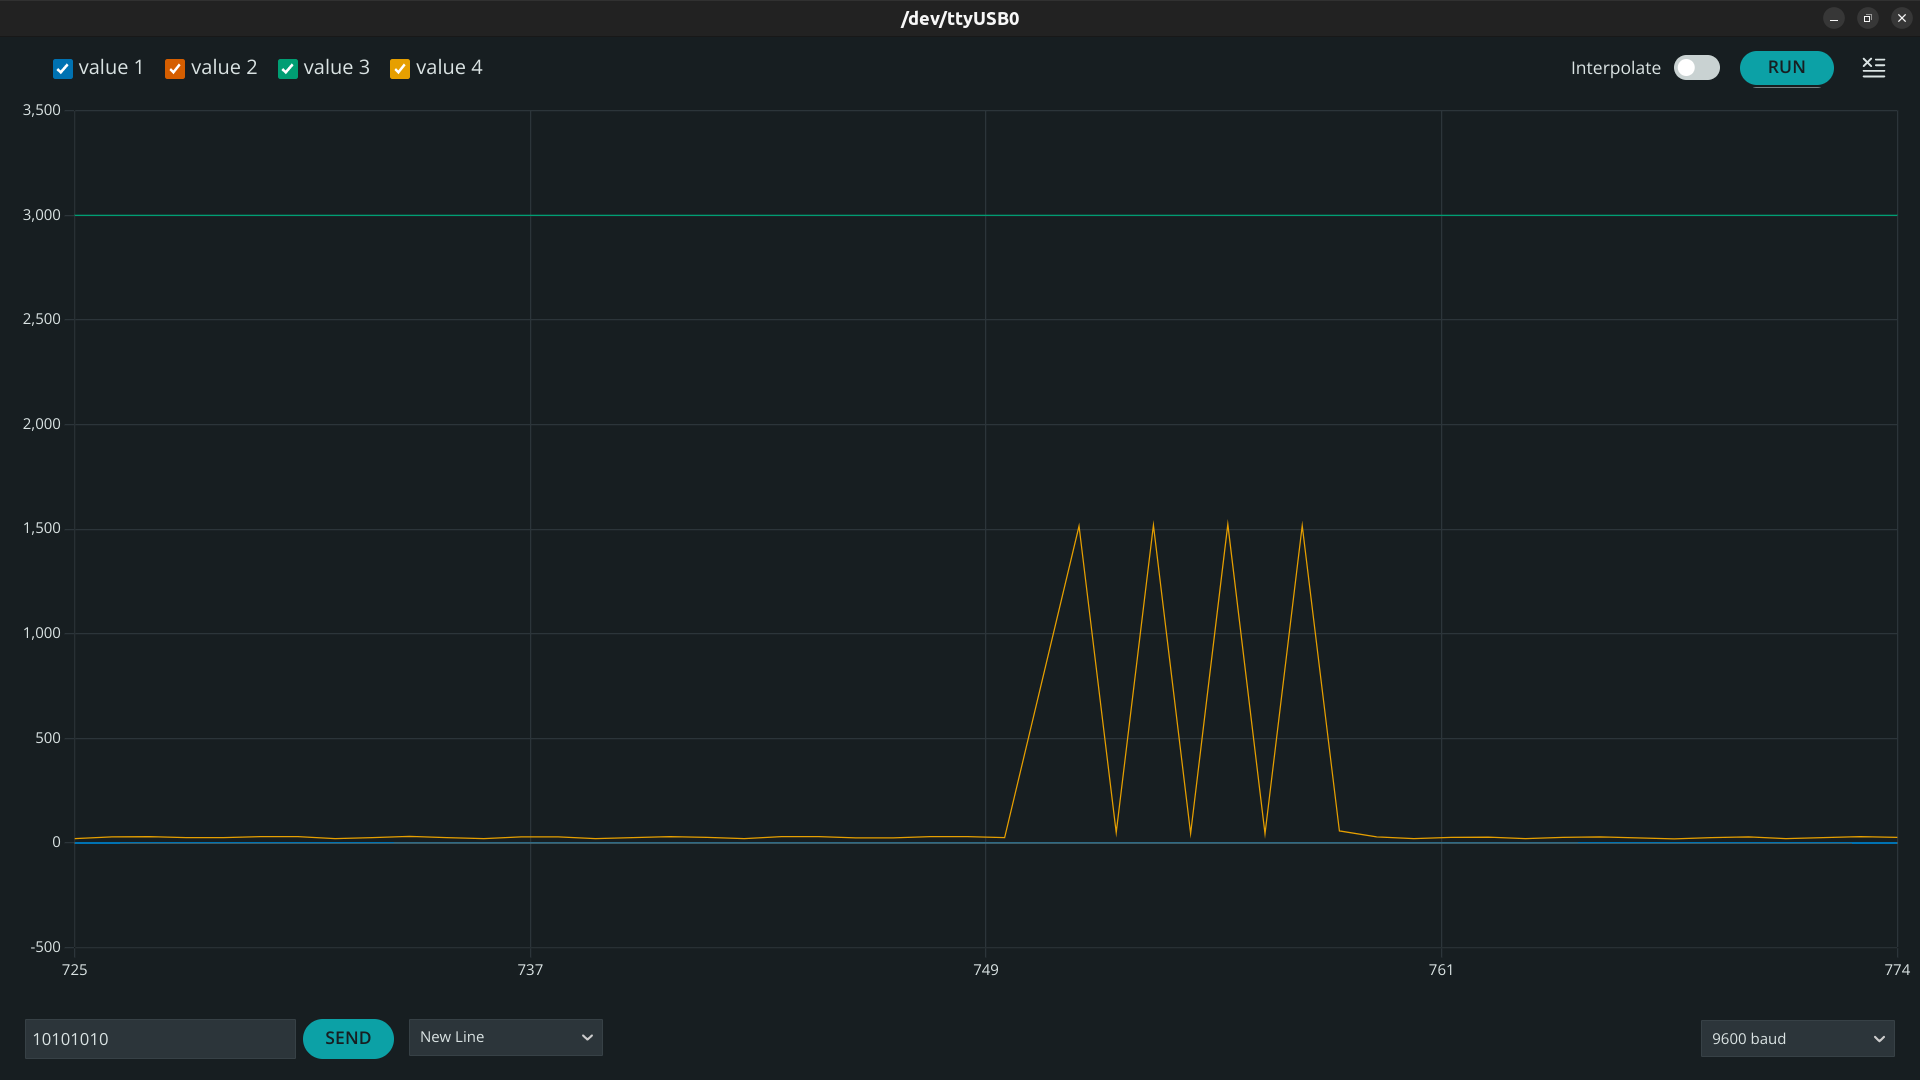 /dev/ttyUSB0
value 1 value 2 value 3 value 4 Interpolate RUN
3,500
3,000
2,500
2,000
1,500
1,000
500
0
-500
725 737 749 761 774
10101010 SEND New Line 9600 baud